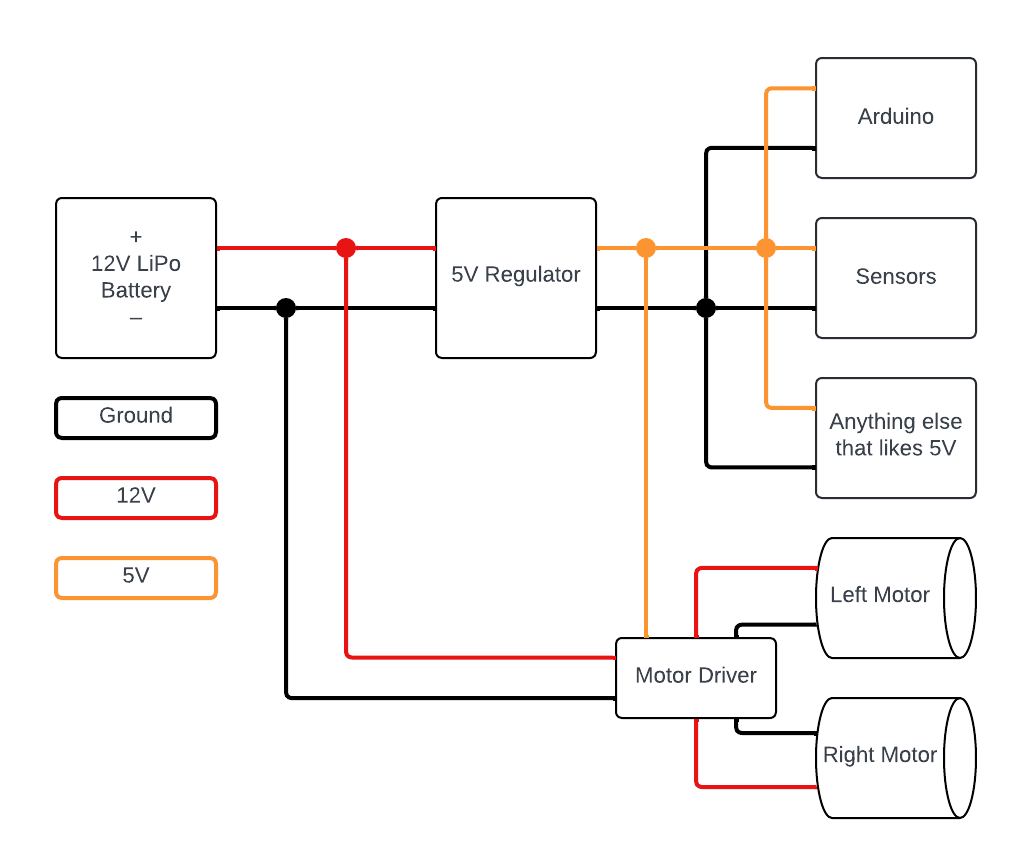 +
12V LiPo
Battery
–
Ground
12V
5V
5V Regulator
Arduino
Sensors
Anything else
that likes 5V
Motor Driver
Left Motor
Right Motor